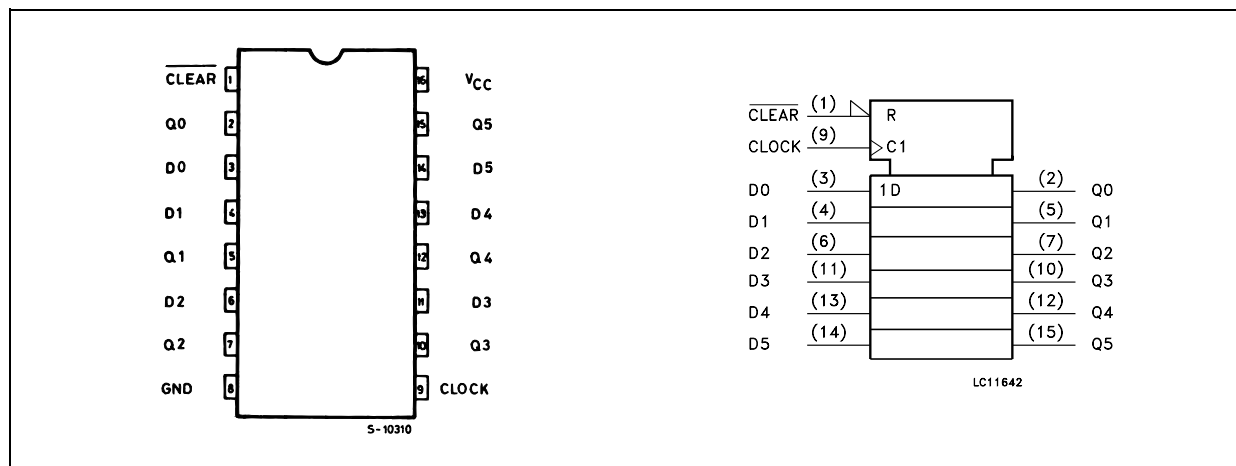 CLEAR 1 16 VCC
Q0 2 15 Q5
D0 3 14 D5
D1 4 13 D4
Q1 5 12 Q4
D2 6 11 D3
Q2 7 10 Q3
GND 8 9 CLOCK
S-10310
CLEAR (1) R
CLOCK (9) C1
D0 (3) 1D (2) Q0
D1 (4) (5) Q1
D2 (6) (7) Q2
D3 (11) (10) Q3
D4 (13) (12) Q4
D5 (14) (15) Q5
LC11642